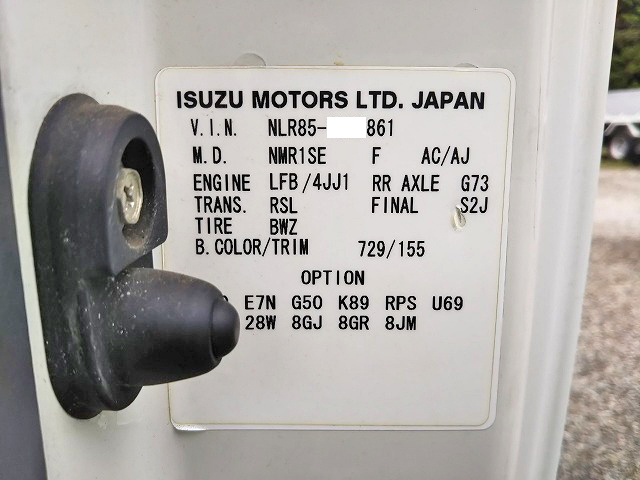 ISUZU MOTORS LTD. JAPAN
V.I.N. NLR85- 861
M.D. NMR1SE F AC/AJ
ENGINE LFB/4JJ1 RR AXLE G73
TRANS. RSL FINAL S2J
TIRE BWZ
B.COLOR/TRIM 729/155
OPTION
E7N G50 K89 RPS U69
28W 8GJ 8GR 8JM